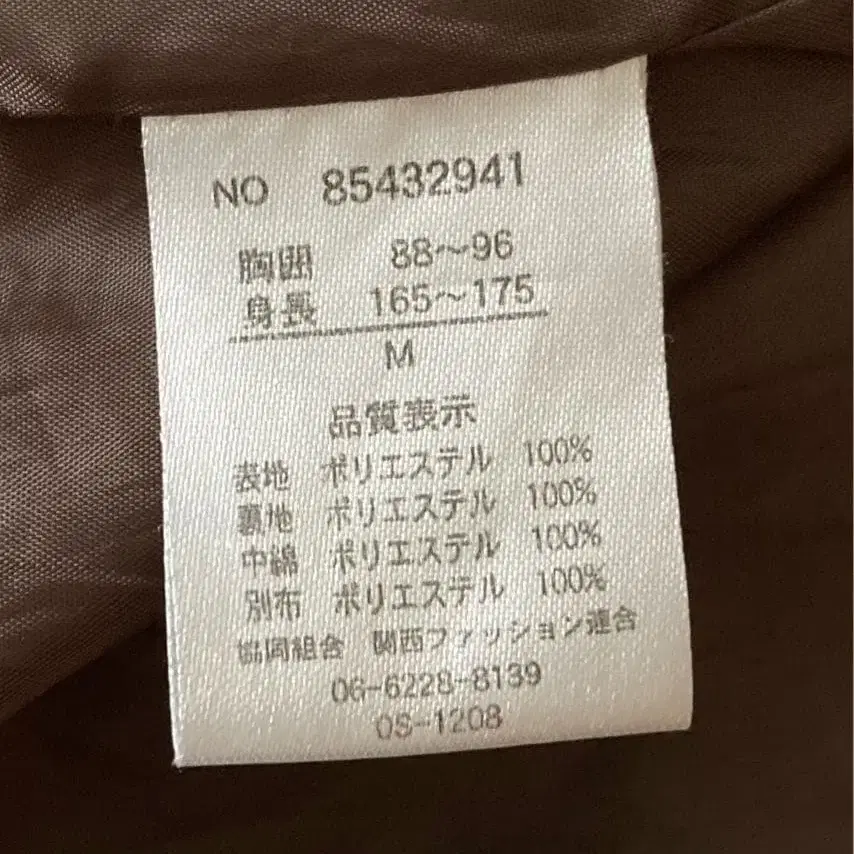 NO 85432941
胸囲 88～96
身長 165～175
M
品質表示
表地 ポリエステル 100%
裏地 ポリエステル 100%
中綿 ポリエステル 100%
別布 ポリエステル 100%
協同組合 関西ファッション連合
06-6228-8139
OS-1208